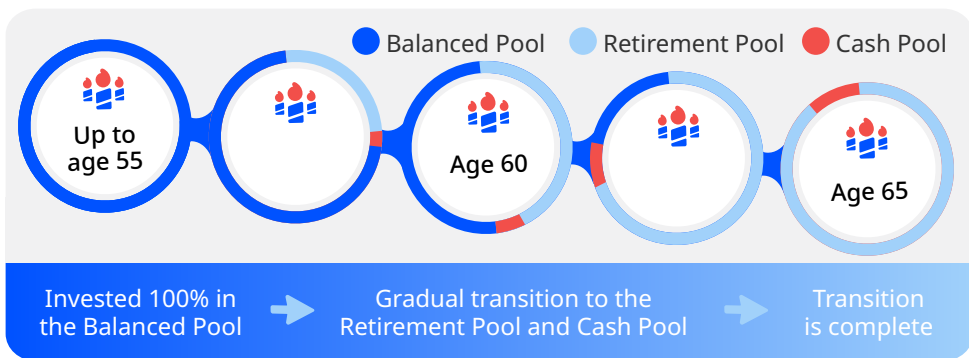 Balanced Pool
Retirement Pool
Cash Pool
Up to
age 55
Age 60
Age 65
Invested 100% in
the Balanced Pool
Gradual transition to the
Retirement Pool and Cash Pool
Transition
is complete